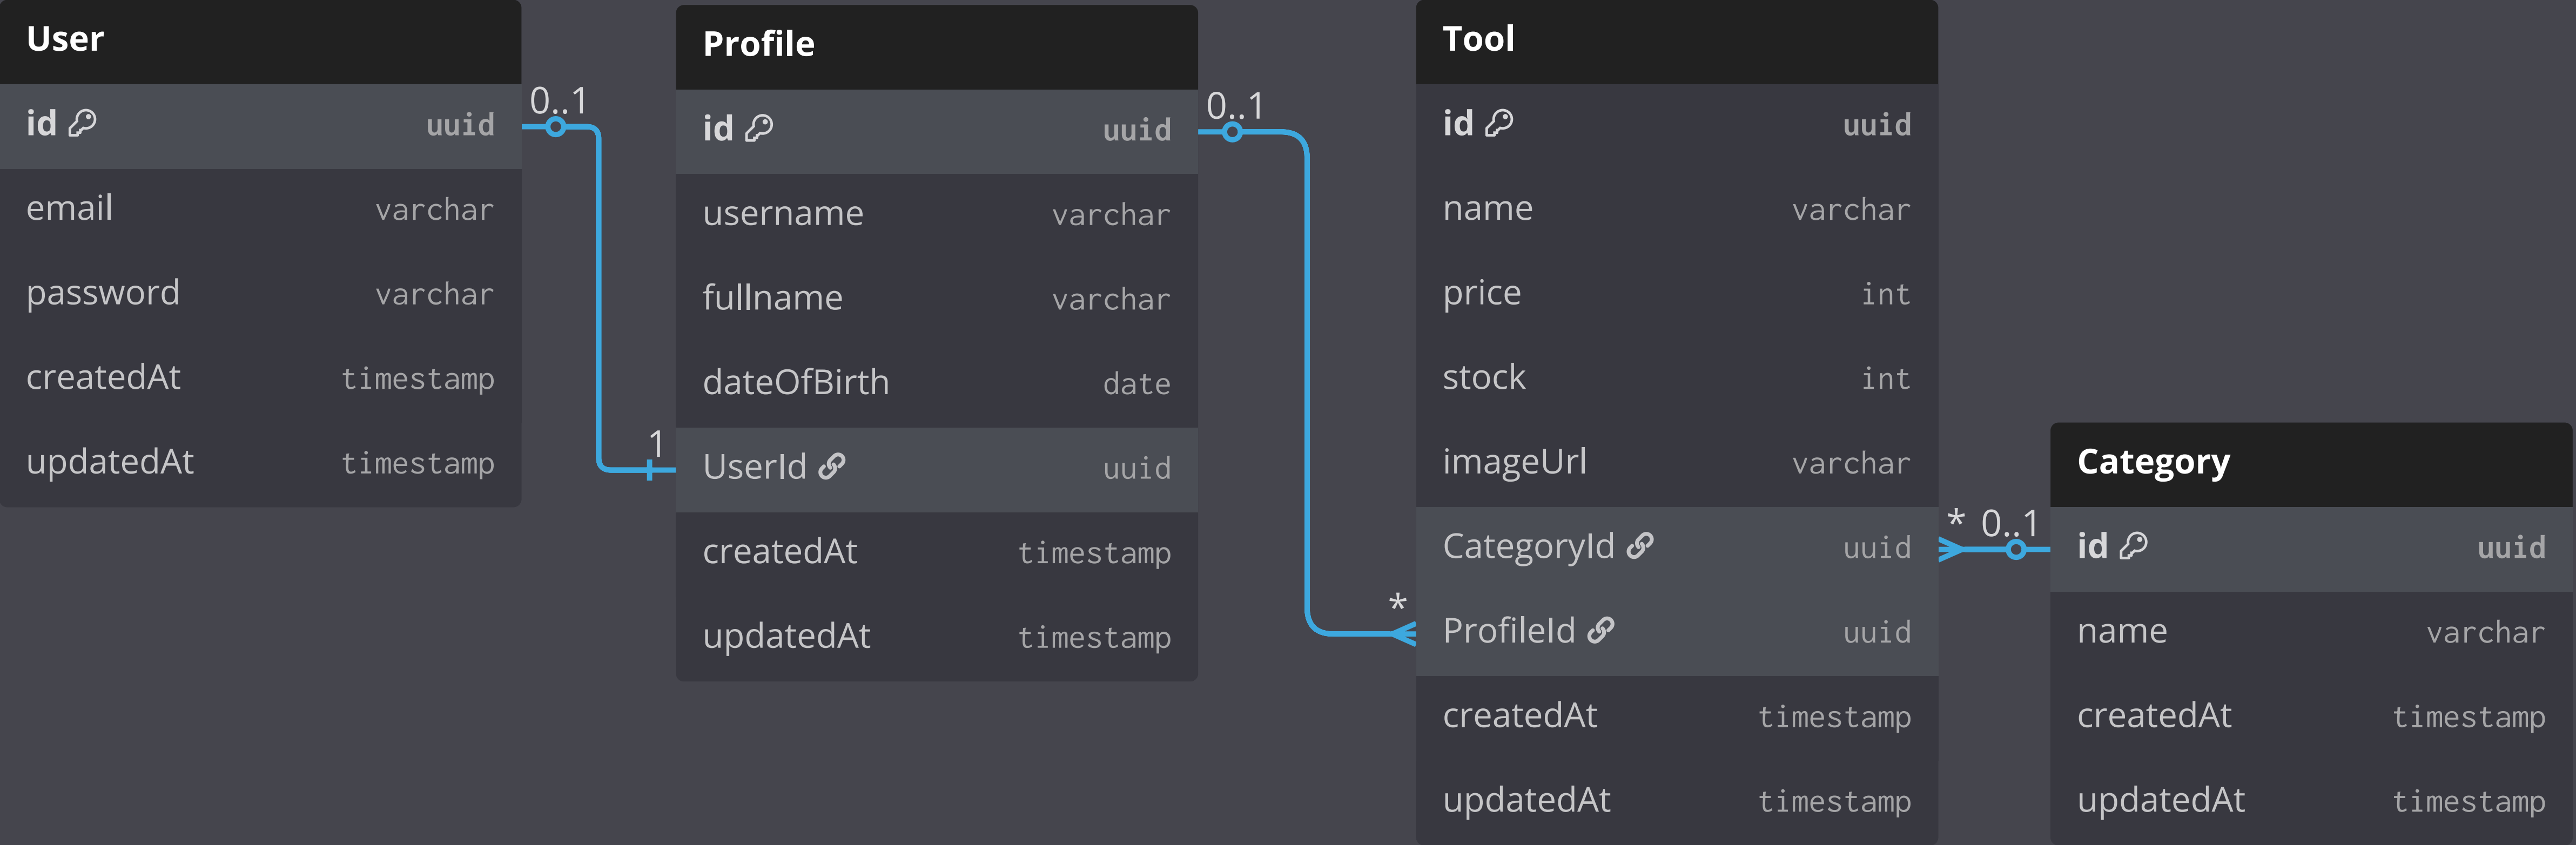 User
id uuid
email varchar
password varchar
createdAt timestamp
updatedAt timestamp
0..1
1
Profile
id uuid
username varchar
fullname varchar
dateOfBirth date
UserId uuid
createdAt timestamp
updatedAt timestamp
0..1
*
Tool
id uuid
name varchar
price int
stock int
imageUrl varchar
CategoryId uuid
ProfileId uuid
createdAt timestamp
updatedAt timestamp
* 0..1
Category
id uuid
name varchar
createdAt timestamp
updatedAt timestamp